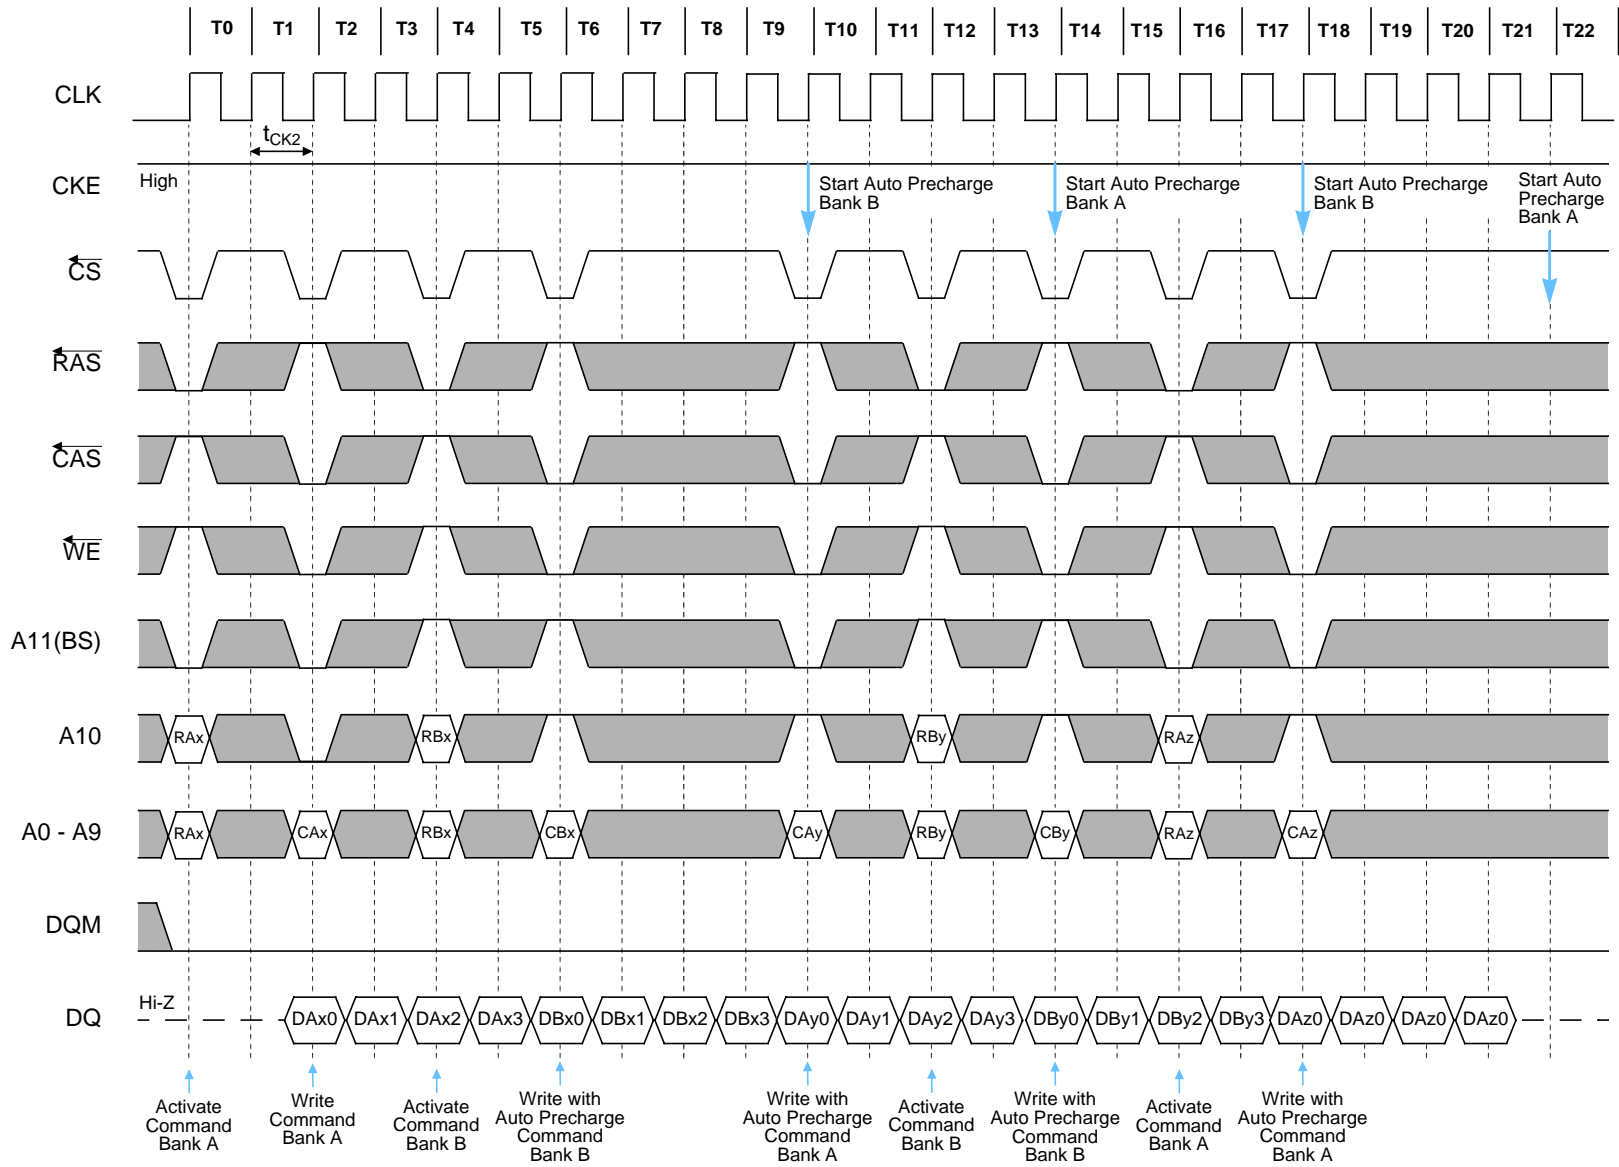 T0 T1 T2 T3 T4 T5 T6 T7 T8 T9 T10 T11 T12 T13 T14 T15 T16 T17 T18 T19 T20 T21 T22
CLK
tCK2
CKE
High
Start Auto Precharge
Bank B
Start Auto Precharge
Bank A
Start Auto Precharge
Bank B
Start Auto
Precharge
Bank A
CS
RAS
CAS
WE
A11(BS)
A10 RAx RBx RBy RAz
A0 - A9 RAx CAx RBx CBx CAy RBy CBy RAz CAz
DQM
Hi-Z
DQ DAx0 DAx1 DAx2 DAx3 DBx0 DBx1 DBx2 DBx3 DAy0 DAy1 DAy2 DAy3 DBy0 DBy1 DBy2 DBy3 DAz0 DAz0 DAz0 DAz0
Activate
Command
Bank A
Write
Command
Bank A
Activate
Command
Bank B
Write with
Auto Precharge
Command
Bank B
Write with
Auto Precharge
Command
Bank A
Activate
Command
Bank B
Write with
Auto Precharge
Command
Bank B
Activate
Command
Bank A
Write with
Auto Precharge
Command
Bank A